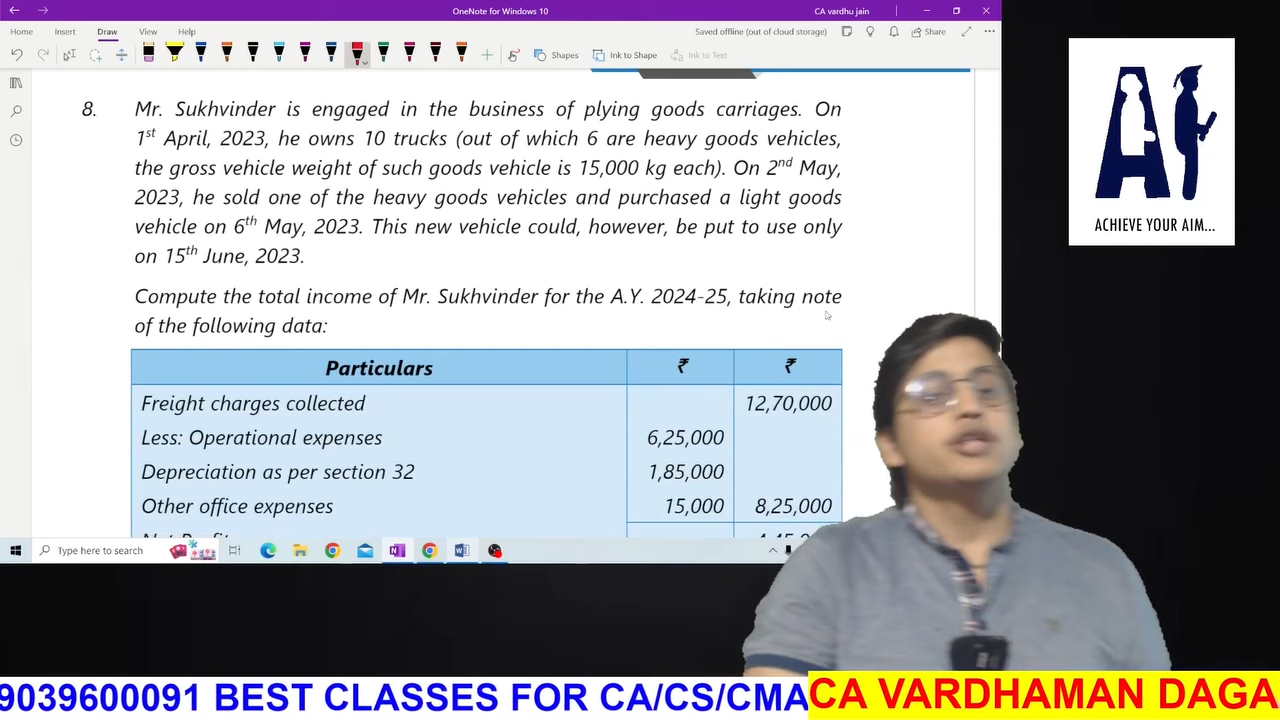 OneNote for Windows 10
CA vardhu jain
Home Insert Draw View Help
Saved offline (out of cloud storage)
Share
Shapes
Ink to Shape
Ink to Text
8. Mr. Sukhvinder is engaged in the business of plying goods carriages. On
1st April, 2023, he owns 10 trucks (out of which 6 are heavy goods vehicles,
the gross vehicle weight of such goods vehicle is 15,000 kg each). On 2nd May,
2023, he sold one of the heavy goods vehicles and purchased a light goods
vehicle on 6th May, 2023. This new vehicle could, however, be put to use only
on 15th June, 2023.
Compute the total income of Mr. Sukhvinder for the A.Y. 2024-25, taking note
of the following data:
Particulars ₹ ₹
Freight charges collected 12,70,000
Less: Operational expenses 6,25,000
Depreciation as per section 32 1,85,000
Other office expenses 15,000 8,25,000
Type here to search
AI
ACHIEVE YOUR AIM...
9039600091 BEST CLASSES FOR CA/CS/CMA
CA VARDHAMAN DAGA